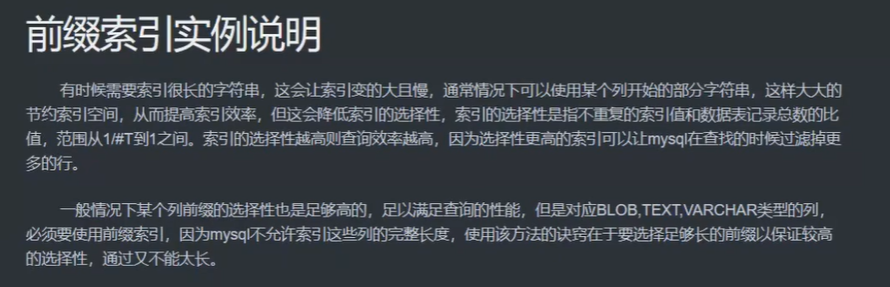 前缀索引实例说明
有时候需要索引很长的字符串，这会让索引变的大且慢，通常情况下可以使用某个列开始的部分字符串，这样大大的
节约索引空间，从而提高索引效率，但这会降低索引的选择性，索引的选择性是指不重复的索引值和数据表记录总数的比
值，范围从1/#T到1之间。索引的选择性越高则查询效率越高，因为选择性更高的索引可以让mysql在查找的时候过滤掉更
多的行。
一般情况下某个列前缀的选择性也是足够高的，足以满足查询的性能，但是对应BLOB,TEXT,VARCHAR类型的列，
必须要使用前缀索引，因为mysql不允许索引这些列的完整长度，使用该方法的诀窍在于要选择足够长的前缀以保证较高
的选择性，通过又不能太长。